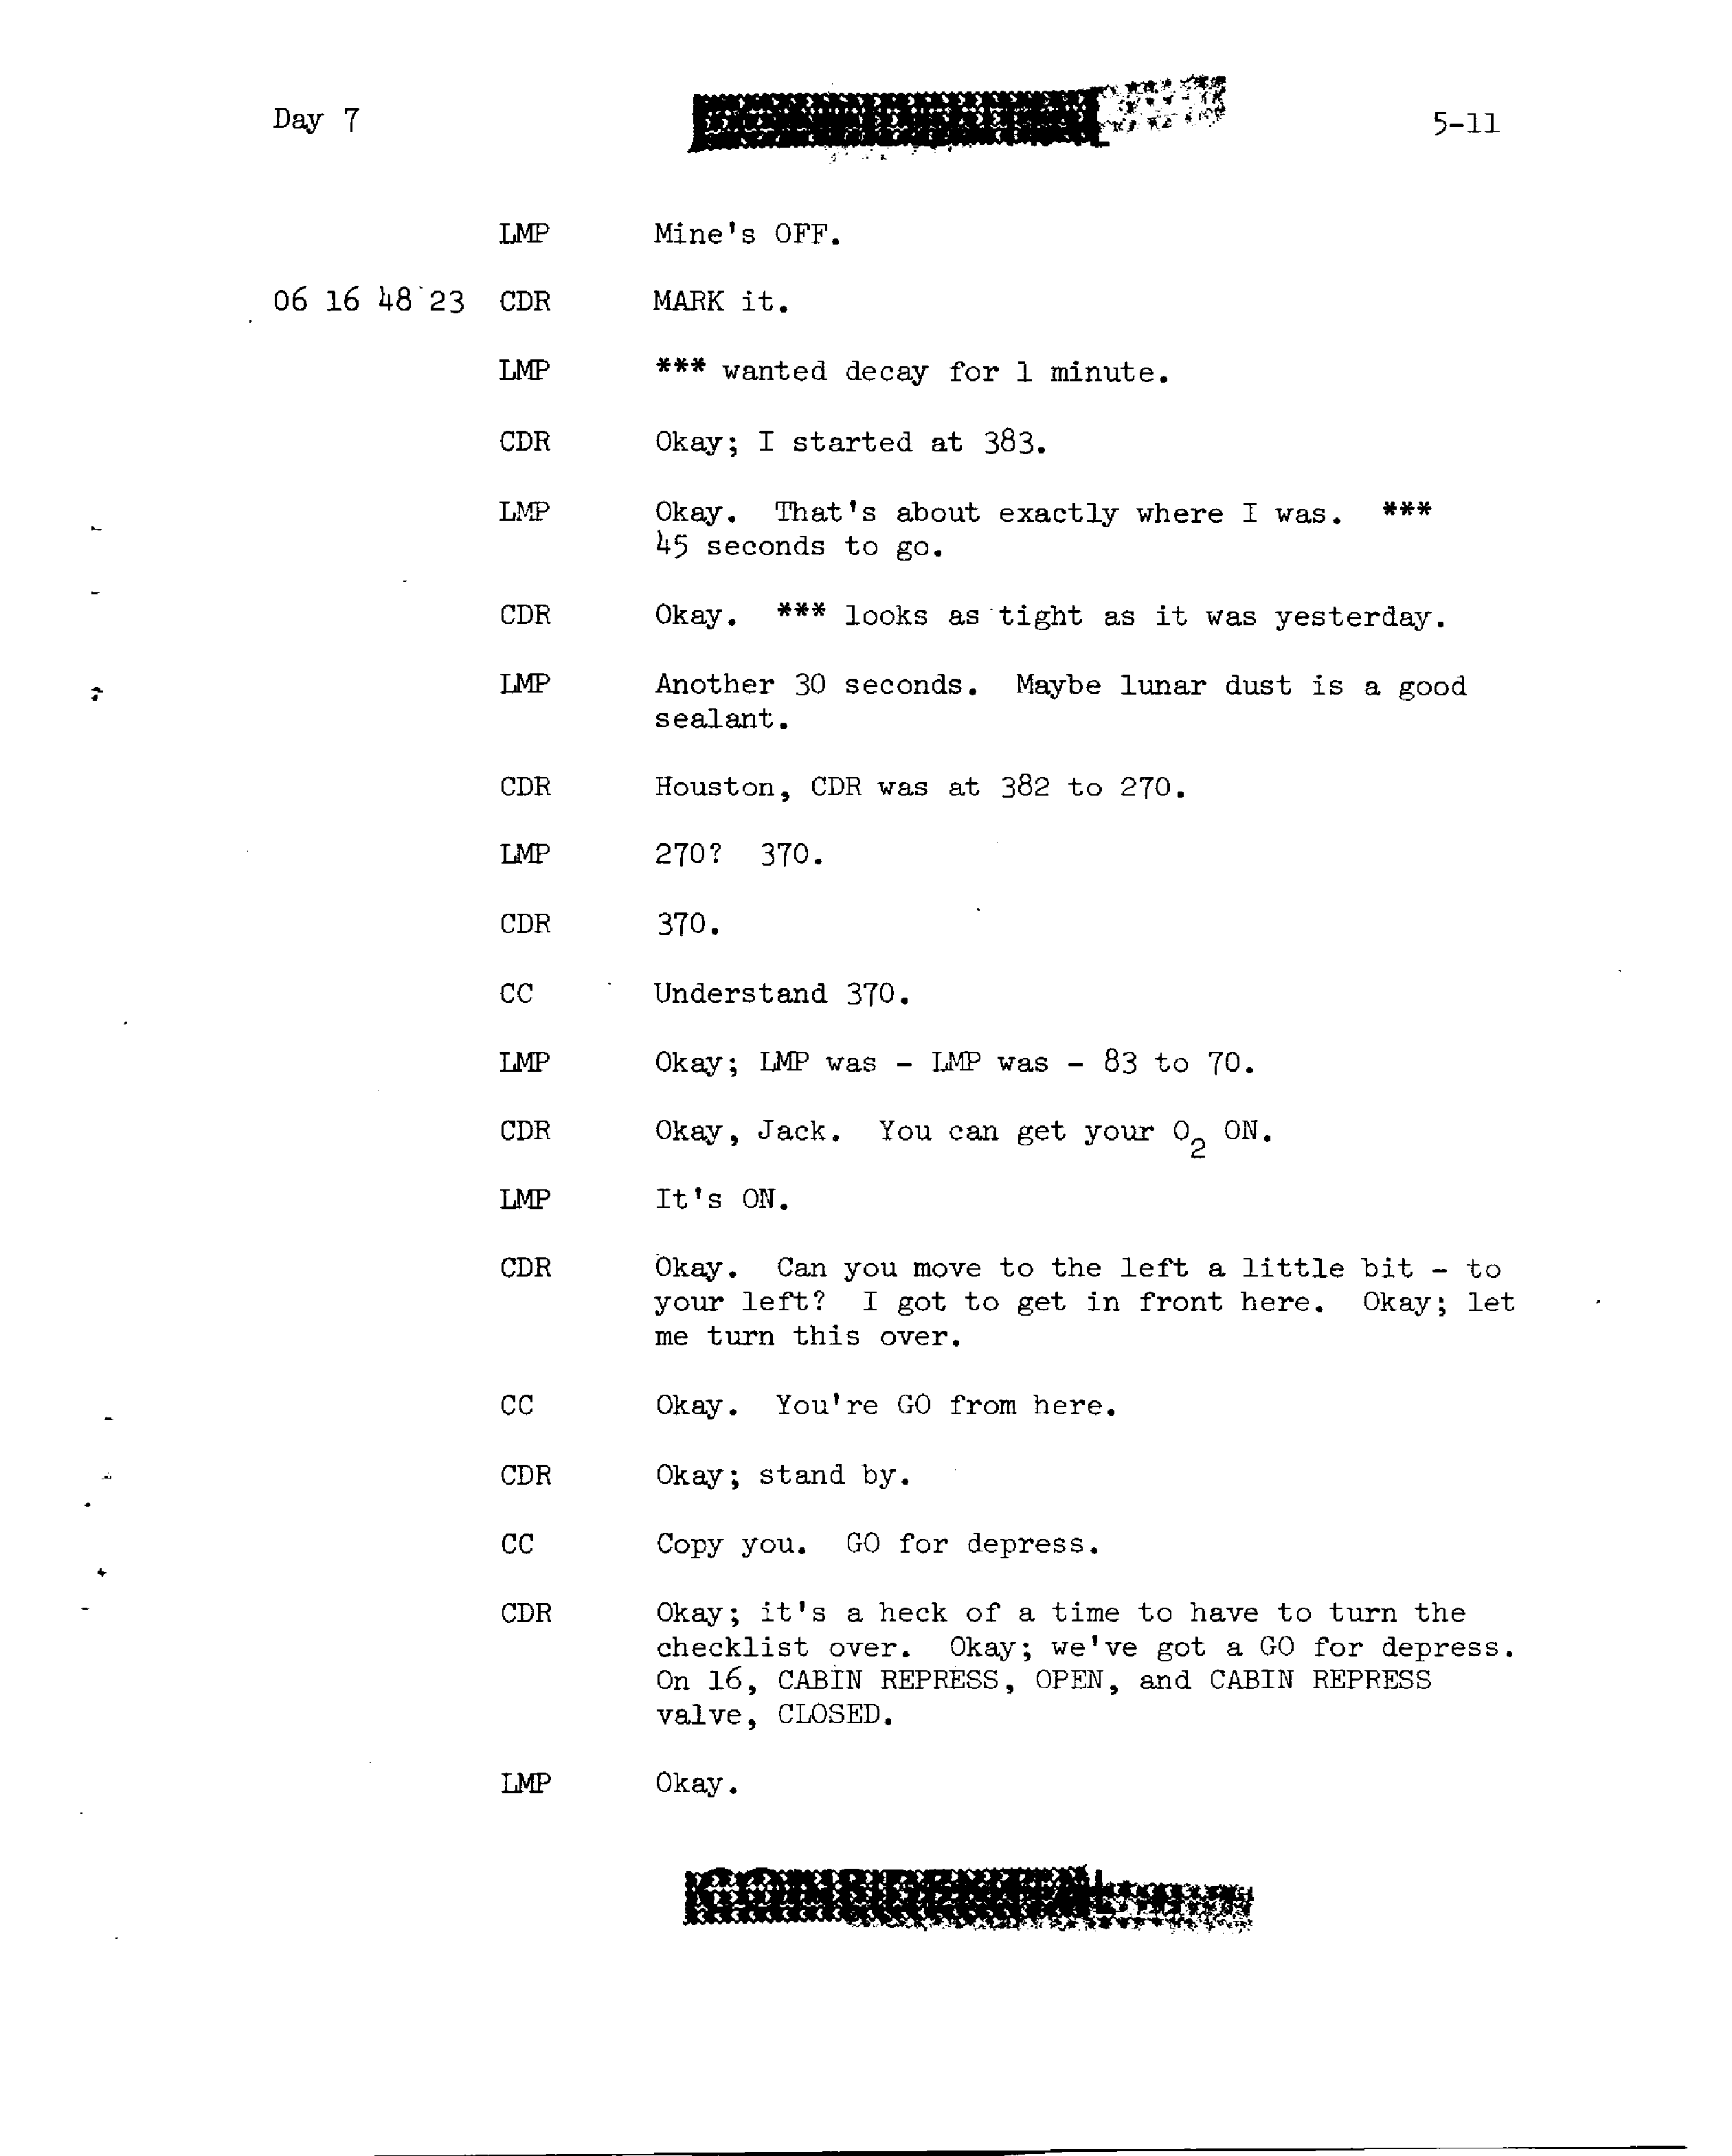 Day 7 5-11
LMP Mine's OFF.
06 16 48 23 CDR MARK it.
LMP *** wanted decay for 1 minute.
CDR Okay; I started at 383.
LMP Okay. That's about exactly where I was. ***
45 seconds to go.
CDR Okay. *** looks as tight as it was yesterday.
LMP Another 30 seconds. Maybe lunar dust is a good
sealant.
CDR Houston, CDR was at 382 to 270.
LMP 270? 370.
CDR 370.
CC Understand 370.
LMP Okay; LMP was - LMP was - 83 to 70.
CDR Okay, Jack. You can get your O2 ON.
LMP It's ON.
CDR Okay. Can you move to the left a little bit - to
your left? I got to get in front here. Okay; let
me turn this over.
CC Okay. You're GO from here.
CDR Okay; stand by.
CC Copy you. GO for depress.
CDR Okay; it's a heck of a time to have to turn the
checklist over. Okay; we've got a GO for depress.
On 16, CABIN REPRESS, OPEN, and CABIN REPRESS
valve, CLOSED.
LMP Okay.